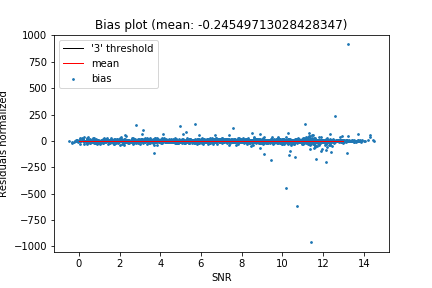 Bias plot (mean: -0.24549713028428347)
1000
750
500
250
0
−250
−500
−750
−1000
Residuals normalized
'3' threshold
mean
bias
0 2 4 6 8 10 12 14
SNR